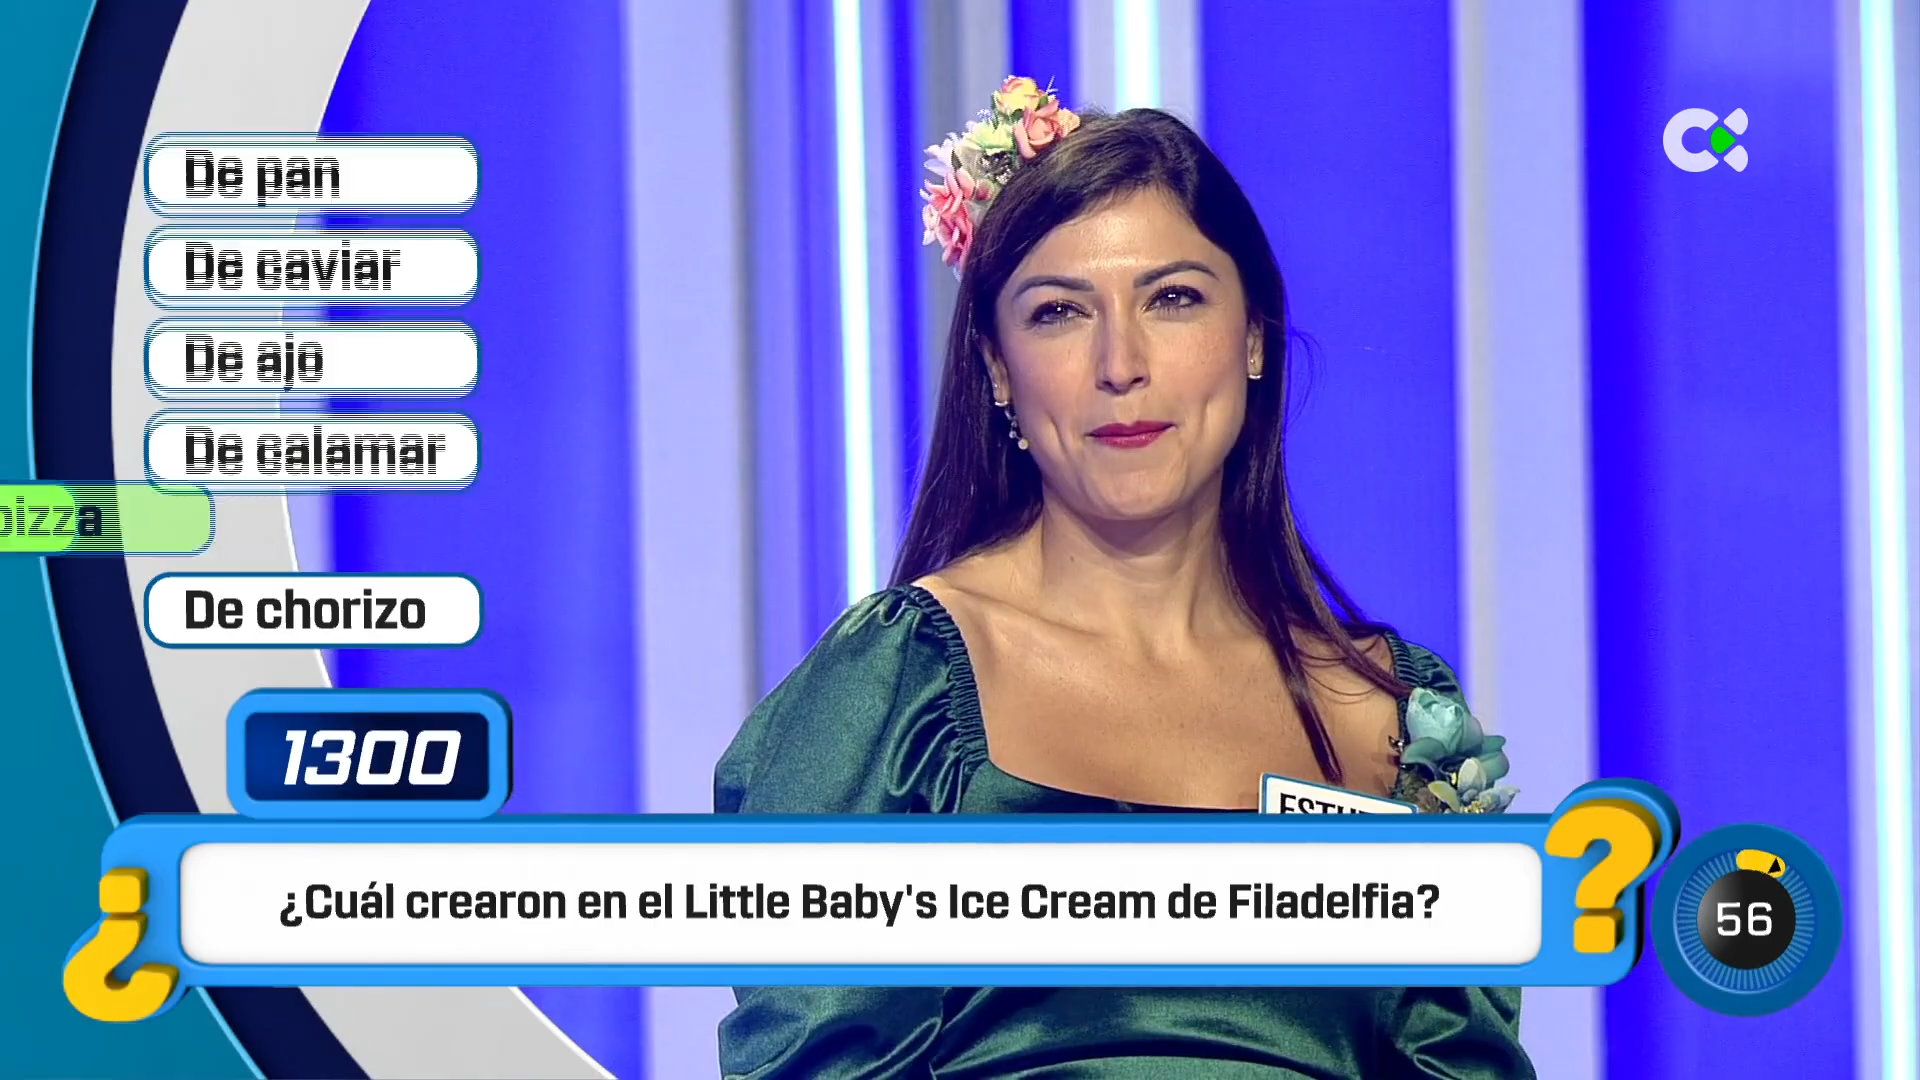 De pan
De caviar
De ajo
De calamar
pizza
De chorizo
1300
¿Cuál crearon en el Little Baby's Ice Cream de Filadelfia?
56